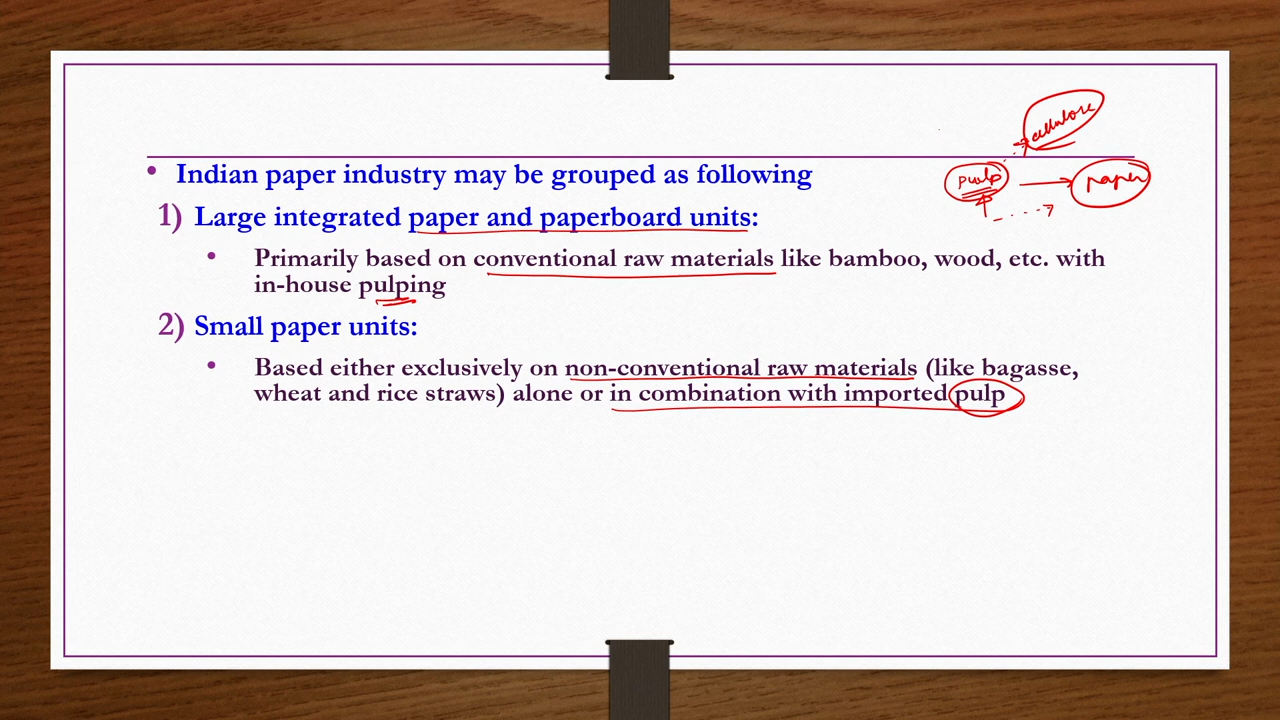 cellulose
• Indian paper industry may be grouped as following
pulp → paper
1) Large integrated paper and paperboard units:
• Primarily based on conventional raw materials like bamboo, wood, etc. with
in-house pulping
2) Small paper units:
• Based either exclusively on non-conventional raw materials (like bagasse,
wheat and rice straws) alone or in combination with imported pulp